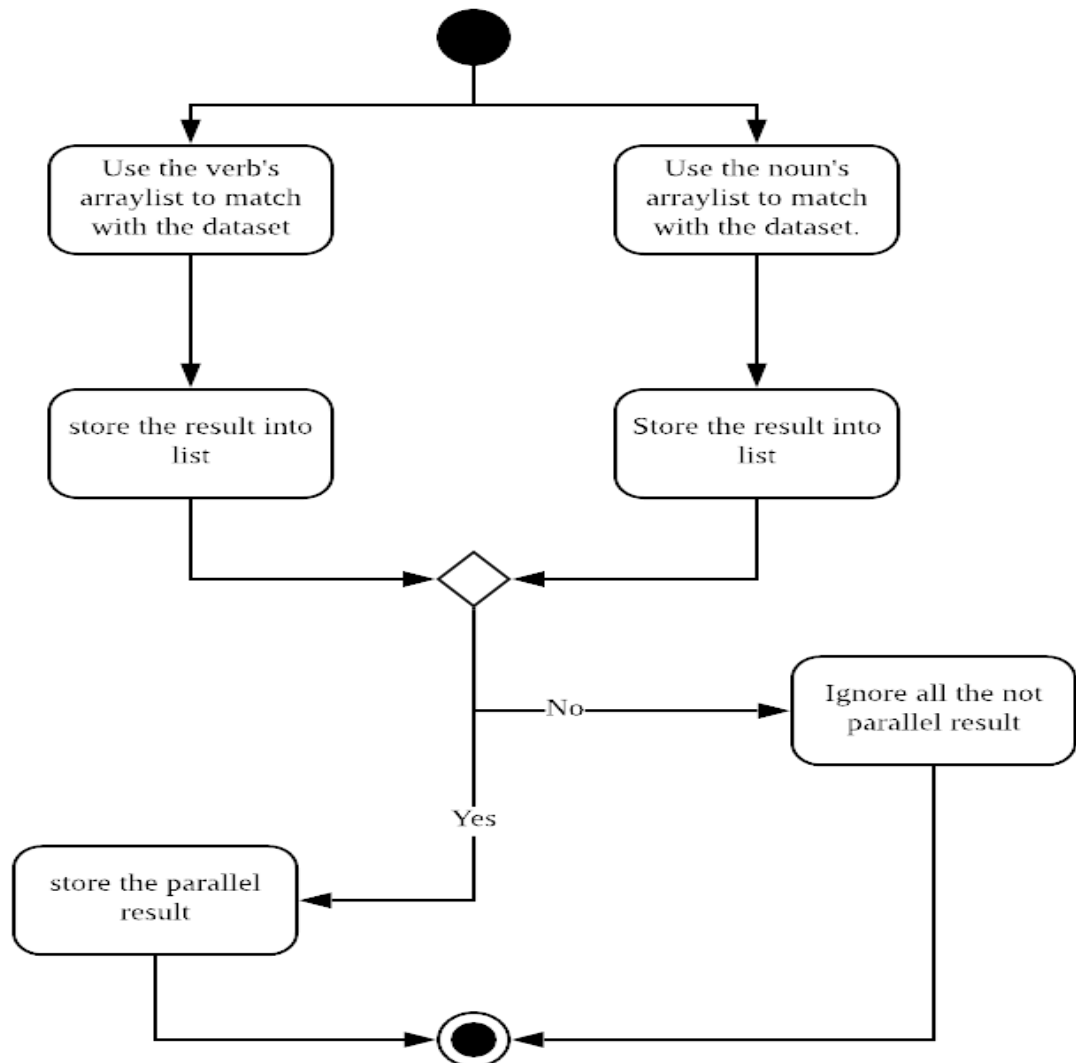 Use the verb's
arraylist to match
with the dataset
Use the noun's
arraylist to match
with the dataset.
store the result into
list
Store the result into
list
No
Ignore all the not
parallel result
Yes
store the parallel
result